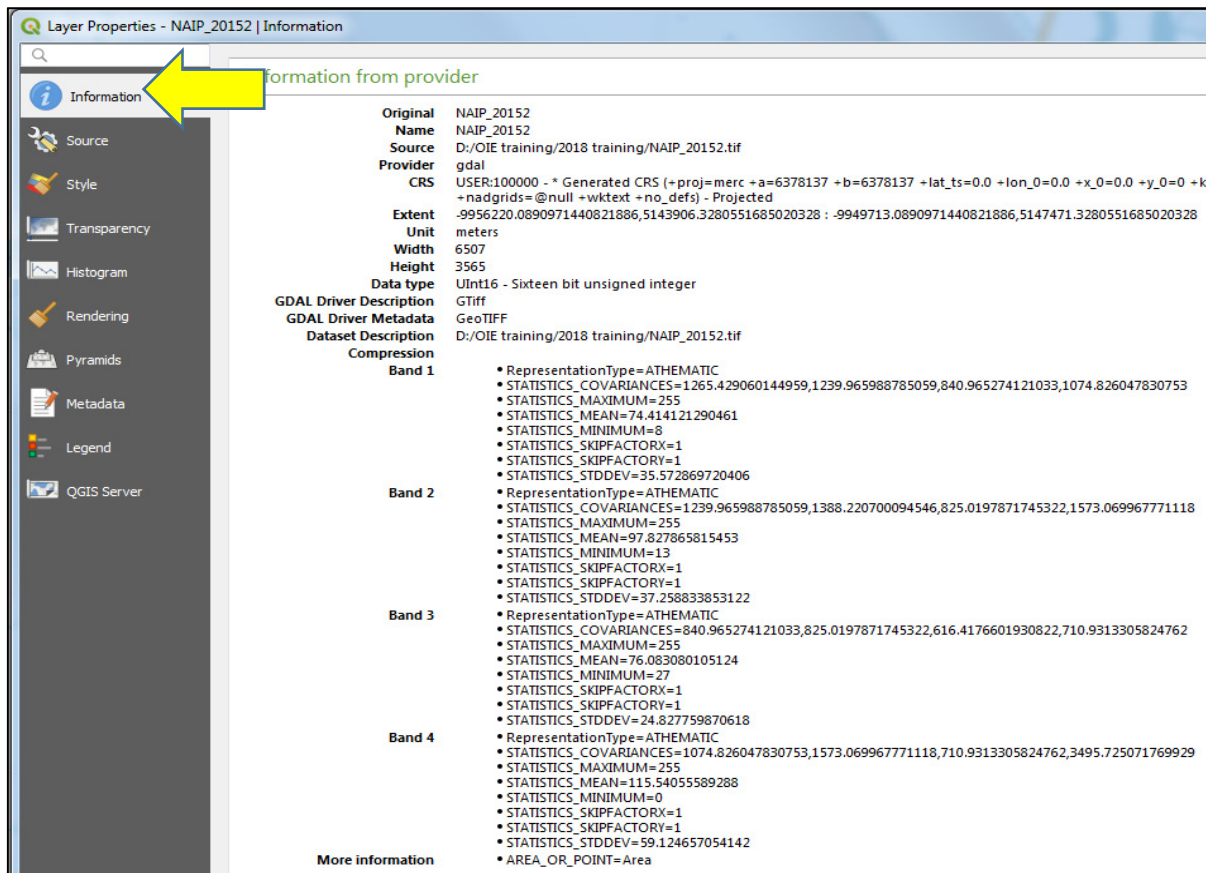 Layer Properties - NAIP_20152 | Information
Information
Source
Style
Transparency
Histogram
Rendering
Pyramids
Metadata
Legend
QGIS Server
formation from provider
Original NAIP_20152
Name NAIP_20152
Source D:/OIE training/2018 training/NAIP_20152.tif
Provider gdal
CRS USER:100000 - * Generated CRS (+proj=merc +a=6378137 +b=6378137 +lat_ts=0.0 +lon_0=0.0 +x_0=0.0 +y_0=0 +k
+nadgrids=@null +wktext +no_defs) - Projected
Extent -9956220.0890971440821886,5143906.3280551685020328 : -9949713.0890971440821886,5147471.3280551685020328
Unit meters
Width 6507
Height 3565
Data type UInt16 - Sixteen bit unsigned integer
GDAL Driver Description GTiff
GDAL Driver Metadata GeoTIFF
Dataset Description D:/OIE training/2018 training/NAIP_20152.tif
Compression
Band 1 • RepresentationType=ATHEMATIC
• STATISTICS_COVARIANCES=1265.429060144959,1239.965988785059,840.965274121033,1074.826047830753
• STATISTICS_MAXIMUM=255
• STATISTICS_MEAN=74.414121290461
• STATISTICS_MINIMUM=8
• STATISTICS_SKIPFACTORX=1
• STATISTICS_SKIPFACTORY=1
• STATISTICS_STDDEV=35.572869720406
Band 2 • RepresentationType=ATHEMATIC
• STATISTICS_COVARIANCES=1239.965988785059,1388.220700094546,825.0197871745322,1573.069967771118
• STATISTICS_MAXIMUM=255
• STATISTICS_MEAN=97.827865815453
• STATISTICS_MINIMUM=13
• STATISTICS_SKIPFACTORX=1
• STATISTICS_SKIPFACTORY=1
• STATISTICS_STDDEV=37.258833853122
Band 3 • RepresentationType=ATHEMATIC
• STATISTICS_COVARIANCES=840.965274121033,825.0197871745322,616.4176601930822,710.9313305824762
• STATISTICS_MAXIMUM=255
• STATISTICS_MEAN=76.083080105124
• STATISTICS_MINIMUM=27
• STATISTICS_SKIPFACTORX=1
• STATISTICS_SKIPFACTORY=1
• STATISTICS_STDDEV=24.827759870618
Band 4 • RepresentationType=ATHEMATIC
• STATISTICS_COVARIANCES=1074.826047830753,1573.069967771118,710.9313305824762,3495.725071769929
• STATISTICS_MAXIMUM=255
• STATISTICS_MEAN=115.54055589288
• STATISTICS_MINIMUM=0
• STATISTICS_SKIPFACTORX=1
• STATISTICS_SKIPFACTORY=1
• STATISTICS_STDDEV=59.124657054142
More information • AREA_OR_POINT=Area